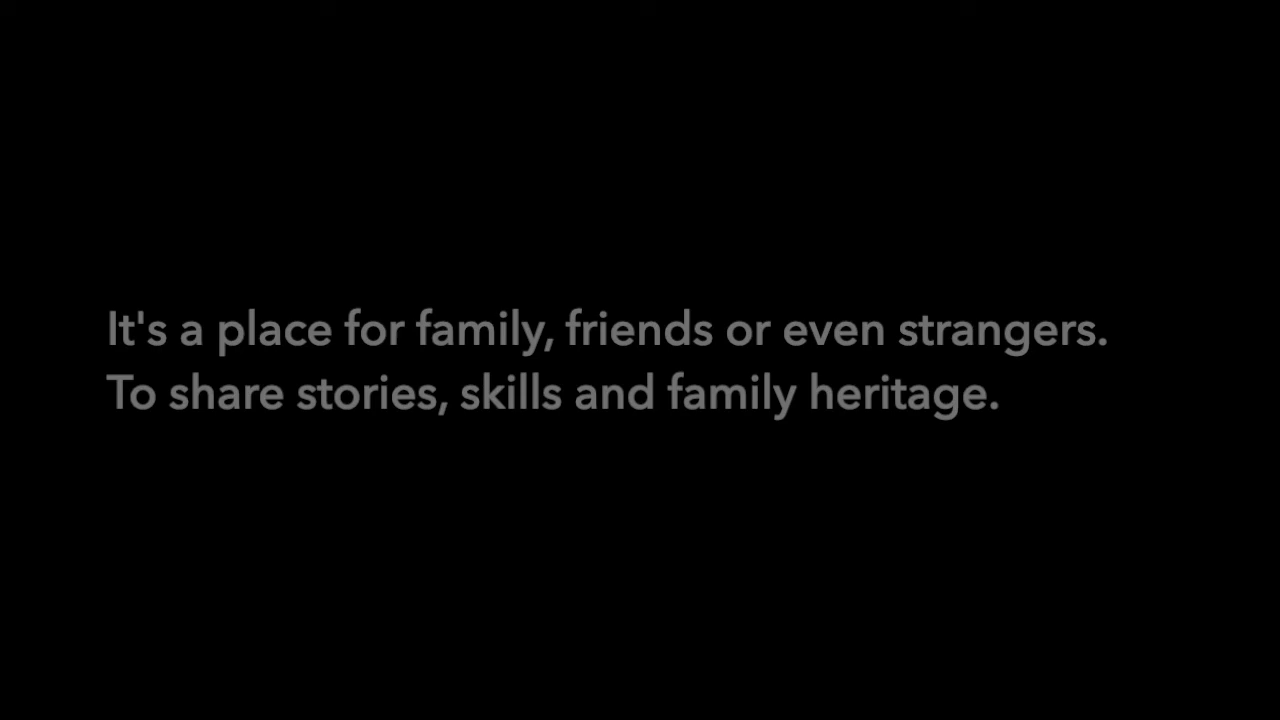 It's a place for family, friends or even strangers.
To share stories, skills and family heritage.